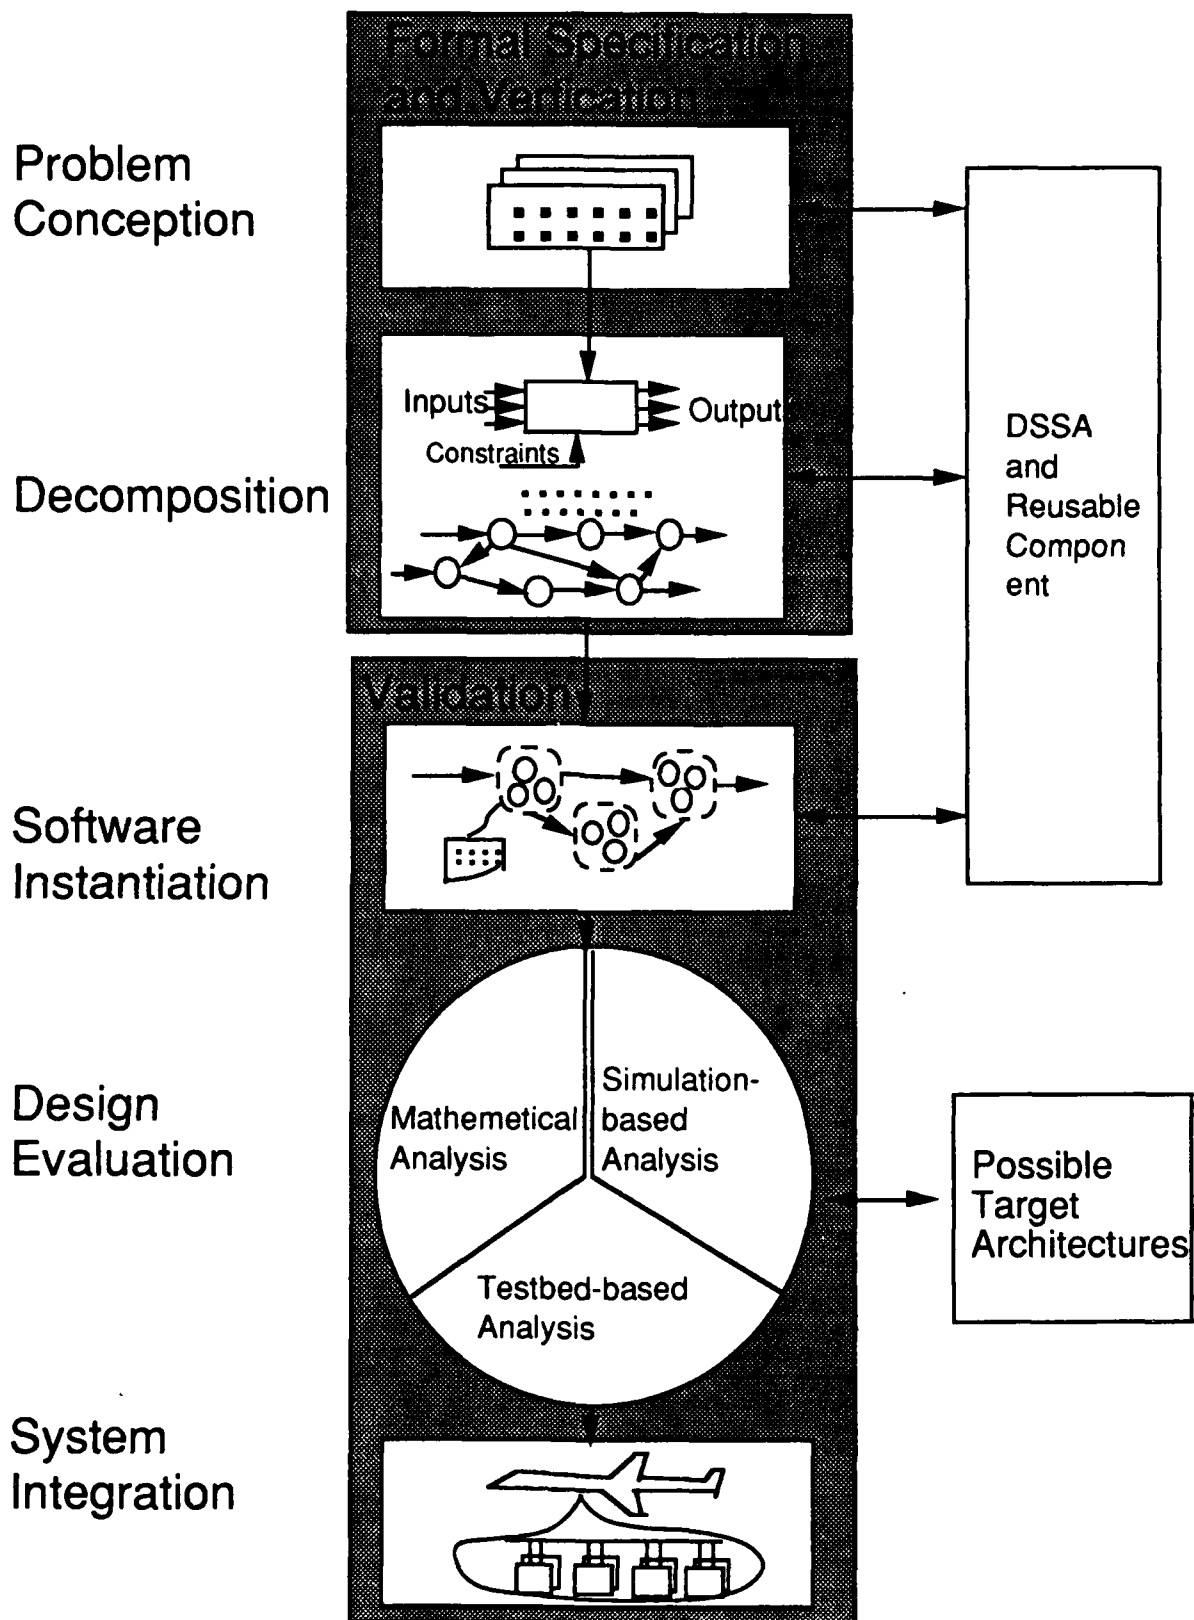 Formal Specification
and Verification
Problem
Conception
Inputs
Output
Constraints
Decomposition
DSSA
and
Reusable
Compon
ent
Validation
Software
Instantiation
Design
Evaluation
Mathemetical
Analysis
Simulation-
based
Analysis
Testbed-based
Analysis
Possible
Target
Architectures
System
Integration